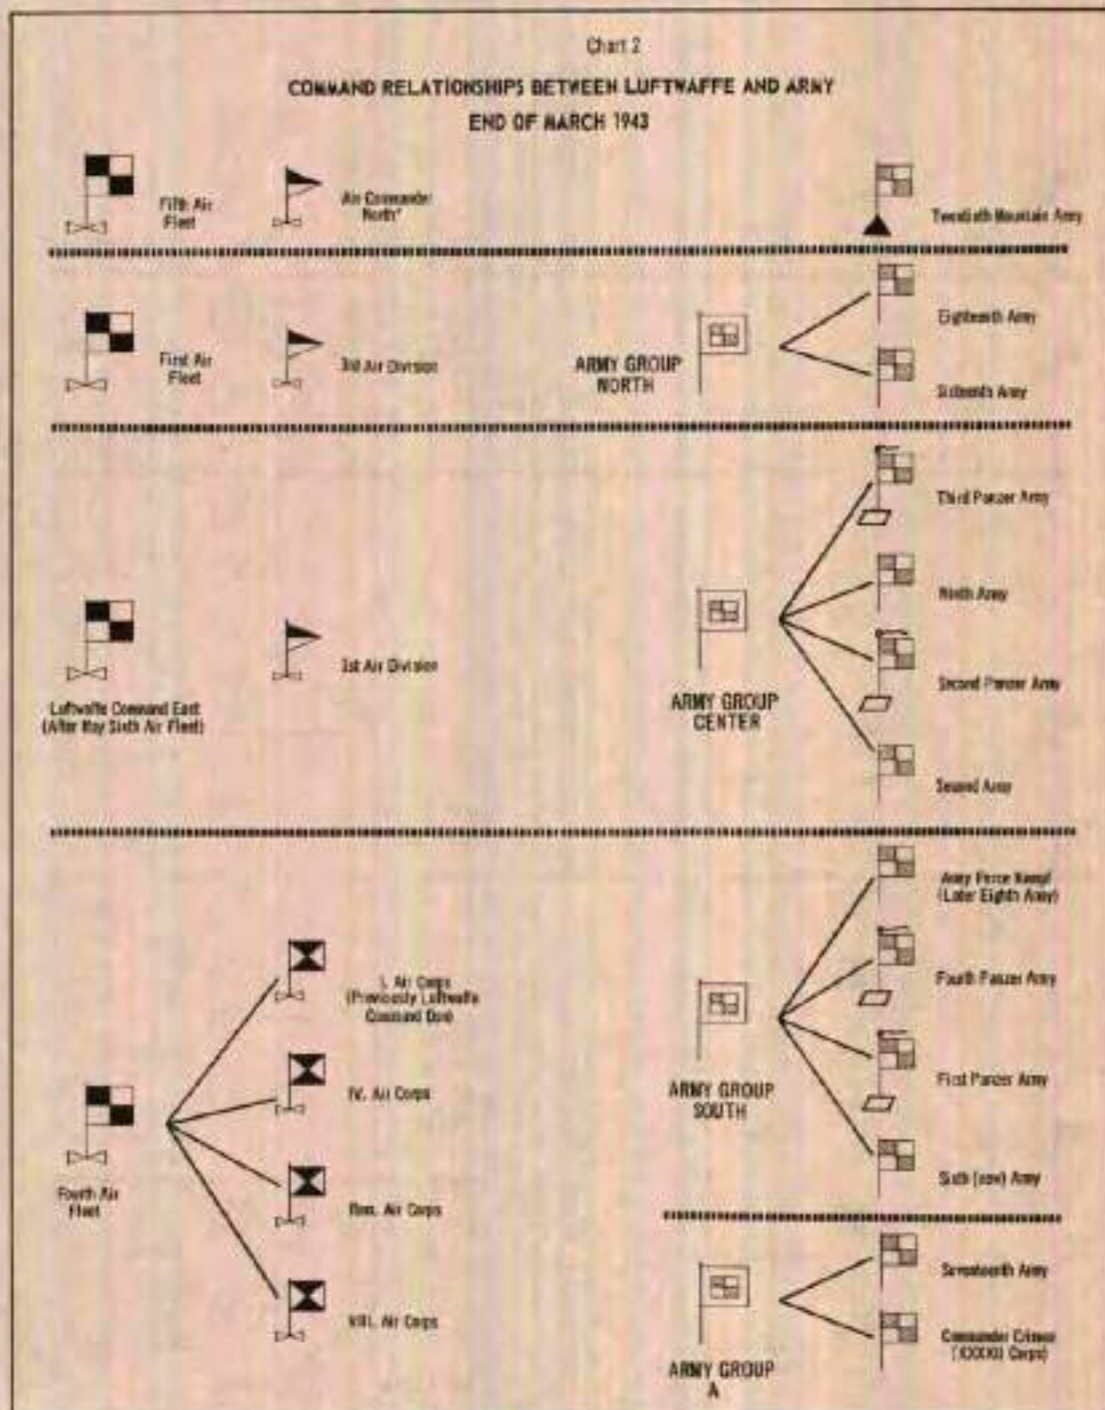 Chart 2
COMMAND RELATIONSHIPS BETWEEN LUFTWAFFE AND ARMY
END OF MARCH 1943
Fifth Air
Fleet
Air Commander
North*
Twentieth Mountain Army
First Air
Fleet
3rd Air Division
ARMY GROUP
NORTH
Eighteenth Army
Sixteenth Army
Luftwaffe Command East
(After May Sixth Air Fleet)
1st Air Division
ARMY GROUP
CENTER
Third Panzer Army
Ninth Army
Second Panzer Army
Second Army
Fourth Air
Fleet
I. Air Corps
(Previously Luftwaffe
Command Don)
IV. Air Corps
Rom. Air Corps
VIII. Air Corps
ARMY GROUP
SOUTH
Army Force Kempf
(Later Eighth Army)
Fourth Panzer Army
First Panzer Army
Sixth (new) Army
ARMY GROUP
A
Seventeenth Army
Commander Crimea
(XXXXII Corps)